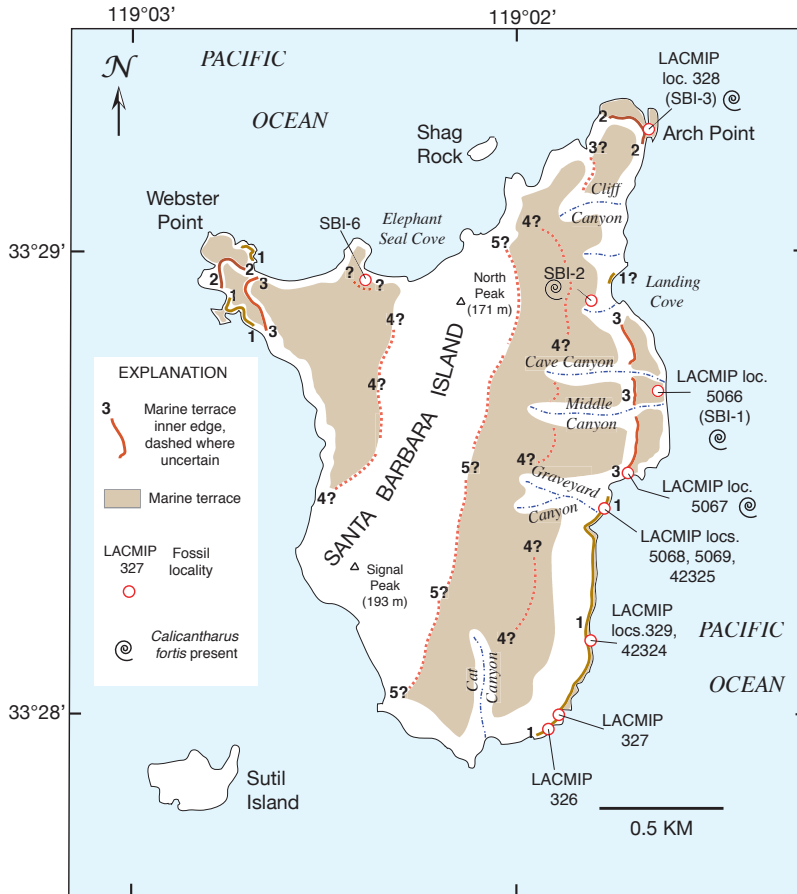 119°03'
119°02'
PACIFIC
OCEAN
N
LACMIP
loc. 328
(SBI-3)
Arch Point
2
2
3?
Shag
Rock
Cliff
Canyon
Webster
Point
33°29'
SBI-6
Elephant
Seal Cove
4?
5?
1
2
2
3
1
1
3
? ?
SBI-2
1?
Landing
Cove
North
Peak
(171 m)
4?
4?
4?
3
Cave Canyon
Middle
Canyon
3
LACMIP loc.
5066
(SBI-1)
EXPLANATION
3
Marine terrace
inner edge,
dashed where
uncertain
Marine terrace
LACMIP
327
Fossil
locality
Calicantharus
fortis present
SANTA BARBARA ISLAND
4?
5?
4?
3
Graveyard
Canyon
1
LACMIP loc.
5067
LACMIP locs.
5068, 5069,
42325
Signal
Peak
(193 m)
5?
4?
4?
1
LACMIP
locs.329,
42324
PACIFIC
OCEAN
Cat
Canyon
5?
33°28'
1
LACMIP
327
LACMIP
326
Sutil
Island
0.5 KM